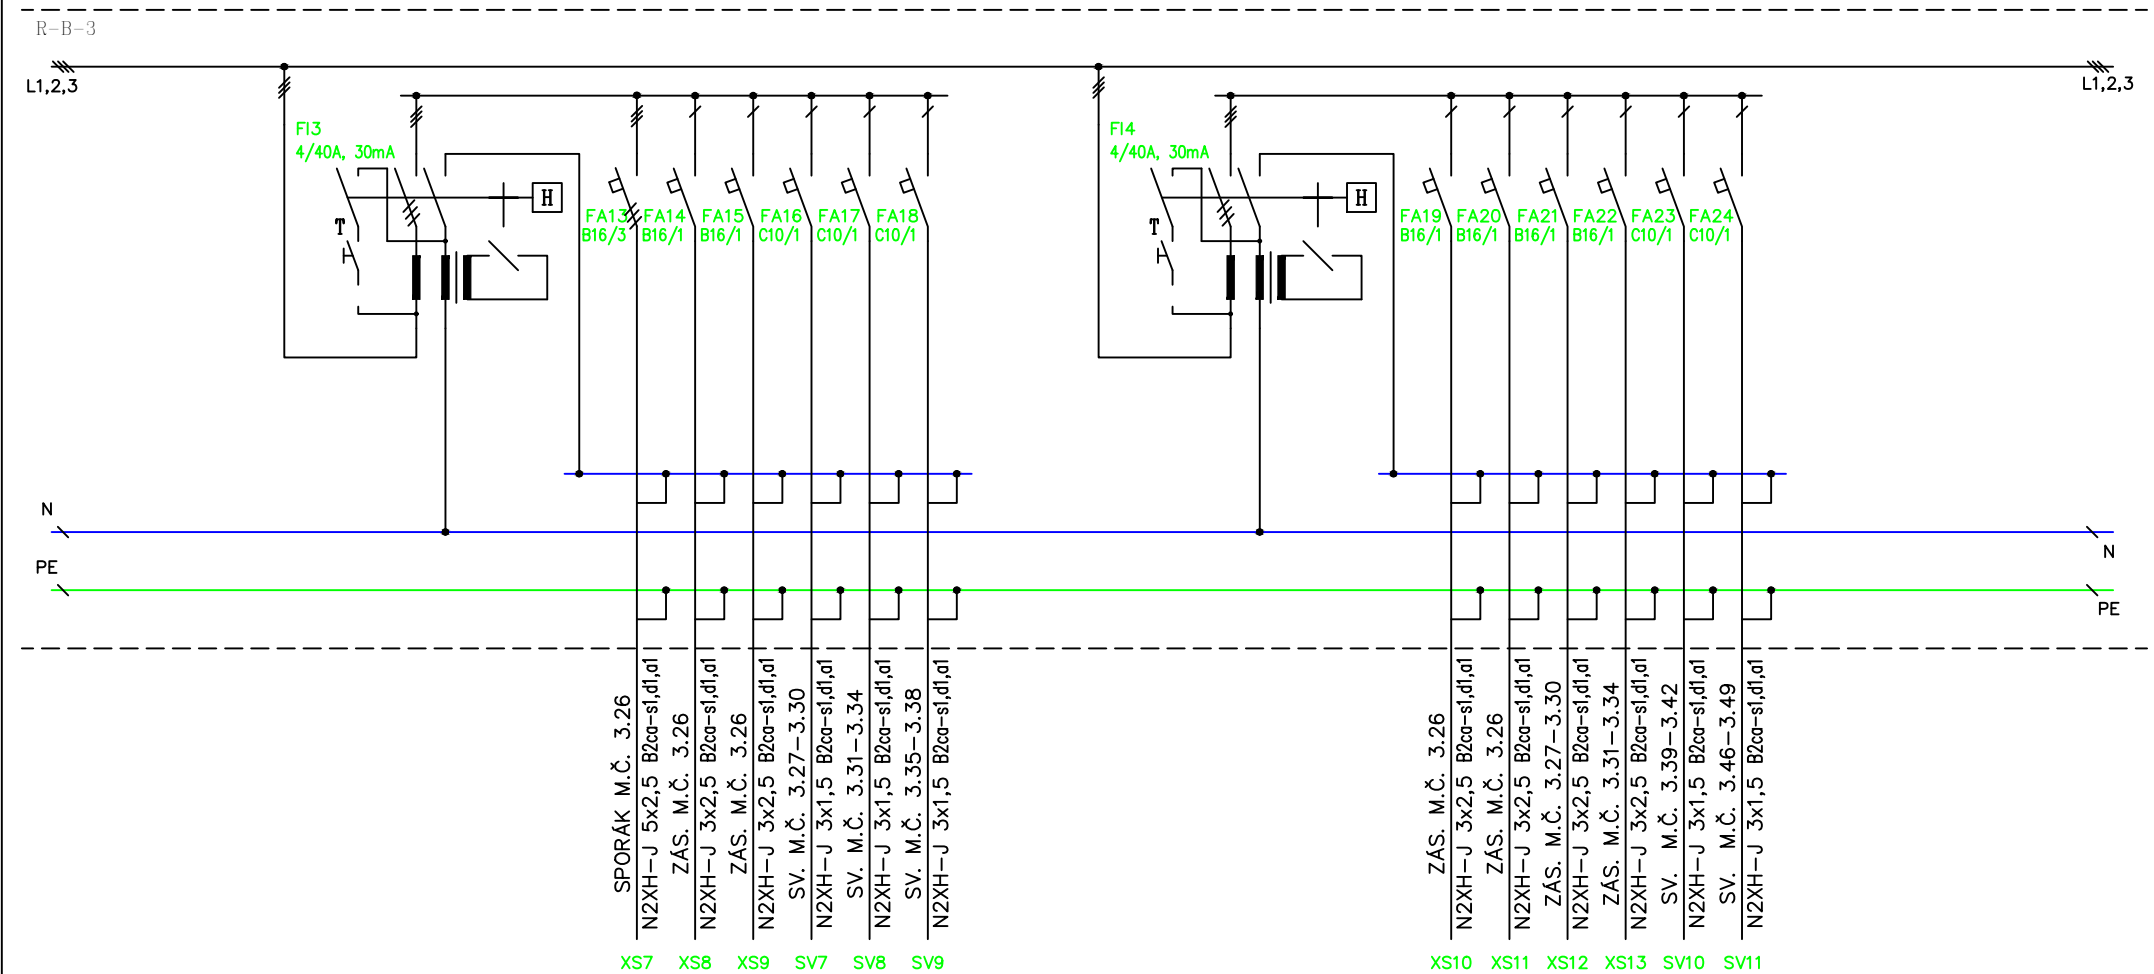 R-B-3
L1,2,3
L1,2,3
FI3
4/40A, 30mA
T
H
FA13
B16/3
FA14
B16/1
FA15
B16/1
FA16
C10/1
FA17
C10/1
FA18
C10/1
FI4
4/40A, 30mA
T
H
FA19
B16/1
FA20
B16/1
FA21
B16/1
FA22
B16/1
FA23
C10/1
FA24
C10/1
N
N
PE
PE
SPORÁK M.Č. 3.26
N2XH-J 5x2,5 B2ca-s1,d1,a1
ZÁS. M.Č. 3.26
N2XH-J 3x2,5 B2ca-s1,d1,a1
ZÁS. M.Č. 3.26
N2XH-J 3x2,5 B2ca-s1,d1,a1
SV. M.Č. 3.27-3.30
N2XH-J 3x1,5 B2ca-s1,d1,a1
SV. M.Č. 3.31-3.34
N2XH-J 3x1,5 B2ca-s1,d1,a1
SV. M.Č. 3.35-3.38
N2XH-J 3x1,5 B2ca-s1,d1,a1
ZÁS. M.Č. 3.26
N2XH-J 3x2,5 B2ca-s1,d1,a1
ZÁS. M.Č. 3.26
N2XH-J 3x2,5 B2ca-s1,d1,a1
ZÁS. M.Č. 3.27-3.30
N2XH-J 3x2,5 B2ca-s1,d1,a1
ZÁS. M.Č. 3.31-3.34
N2XH-J 3x2,5 B2ca-s1,d1,a1
SV. M.Č. 3.39-3.42
N2XH-J 3x1,5 B2ca-s1,d1,a1
SV. M.Č. 3.46-3.49
N2XH-J 3x1,5 B2ca-s1,d1,a1
XS7
XS8
XS9
SV7
SV8
SV9
XS10
XS11
XS12
XS13
SV10
SV11